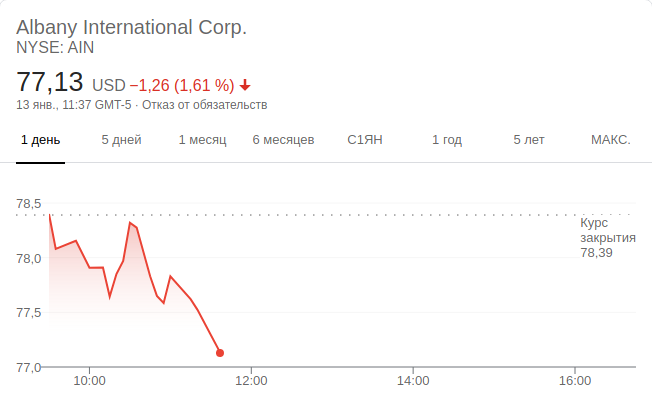 Albany International Corp.
NYSE: AIN
77,13 USD −1,26 (1,61 %)
13 янв., 11:37 GMT-5 · Отказ от обязательств
1 день 5 дней 1 месяц 6 месяцев С1ЯН 1 год 5 лет МАКС.
78,5
Курс
закрытия
78,39
78,0
77,5
77,0
10:00 12:00 14:00 16:00